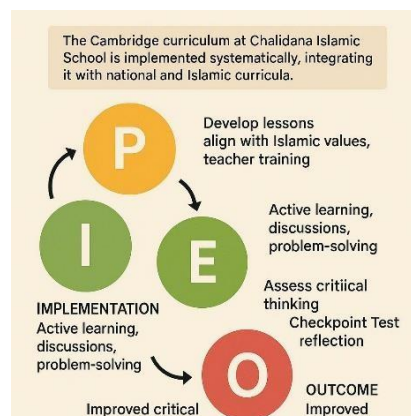 The Cambridge curriculum at Chalidana Islamic
School is implemented systematically, integrating
it with national and Islamic curricula.
P
Develop lessons
align with Islamic values,
teacher training
I
E
Active learning,
discussions,
problem-solving
Assess critiical
thinking
Checkpoint Test
reflection
IMPLEMENTATION
Active learning,
discussions,
problem-solving
O
OUTCOME
Improved
Improved critical